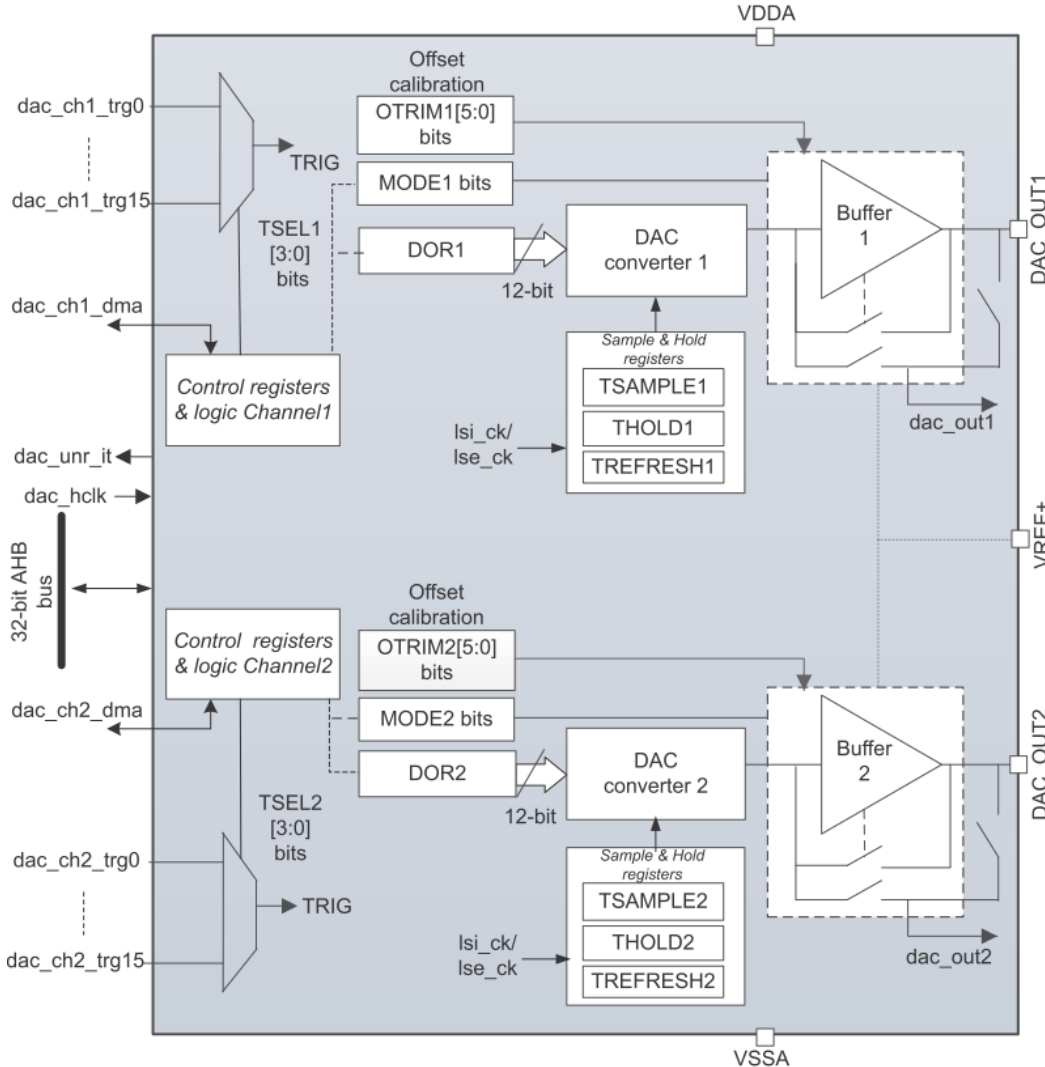 VDDA
Offset
calibration
dac_ch1_trg0
OTRIM1[5:0]
bits
TRIG
MODE1 bits
dac_ch1_trg15
TSEL1
[3:0]
bits
DOR1
12-bit
DAC
converter 1
Buffer
1
DAC_OUT1
dac_ch1_dma
Control registers
& logic Channel1
Sample & Hold
registers
TSAMPLE1
THOLD1
TREFRESH1
lsi_ck/
lse_ck
dac_out1
dac_unr_it
dac_hclk
32-bit AHB
bus
VREF+
Offset
calibration
Control registers
& logic Channel2
OTRIM2[5:0]
bits
dac_ch2_dma
MODE2 bits
DOR2
12-bit
DAC
converter 2
Buffer
2
DAC_OUT2
TSEL2
[3:0]
bits
dac_ch2_trg0
TRIG
dac_ch2_trg15
Sample & Hold
registers
TSAMPLE2
THOLD2
TREFRESH2
lsi_ck/
lse_ck
dac_out2
VSSA